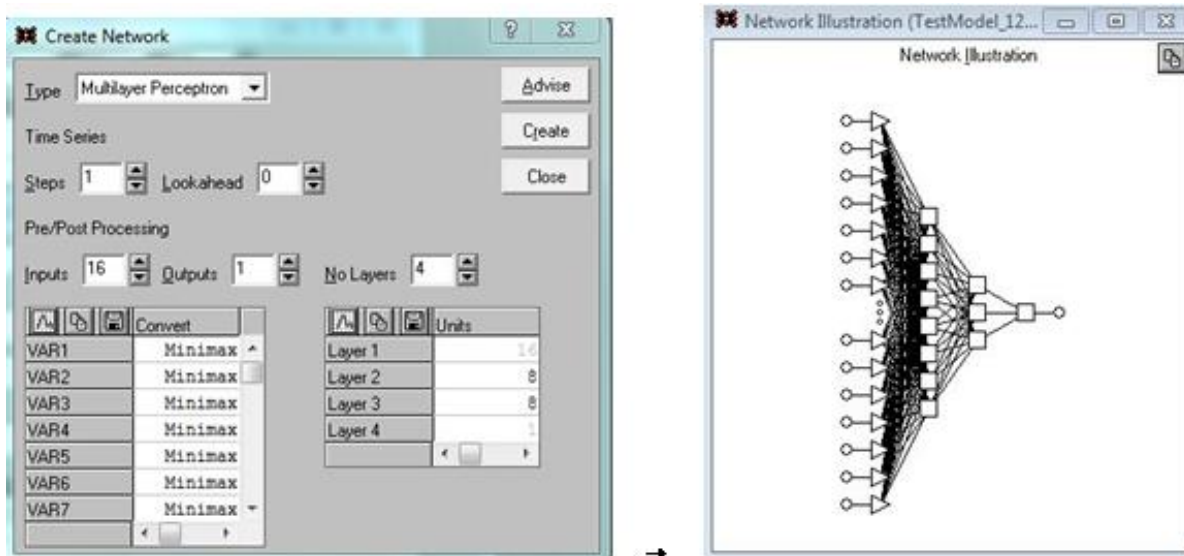 Create Network
Type Multilayer Perceptron
Advise
Time Series
Create
Steps 1 Lookahead 0
Close
Pre/Post Processing
Inputs 16 Outputs 1 No Layers 4
Convert
VAR1 Minimax
VAR2 Minimax
VAR3 Minimax
VAR4 Minimax
VAR5 Minimax
VAR6 Minimax
VAR7 Minimax
Units
Layer 1 16
Layer 2 8
Layer 3 8
Layer 4 1
Network Illustration (TestModel_12...
Network Illustration